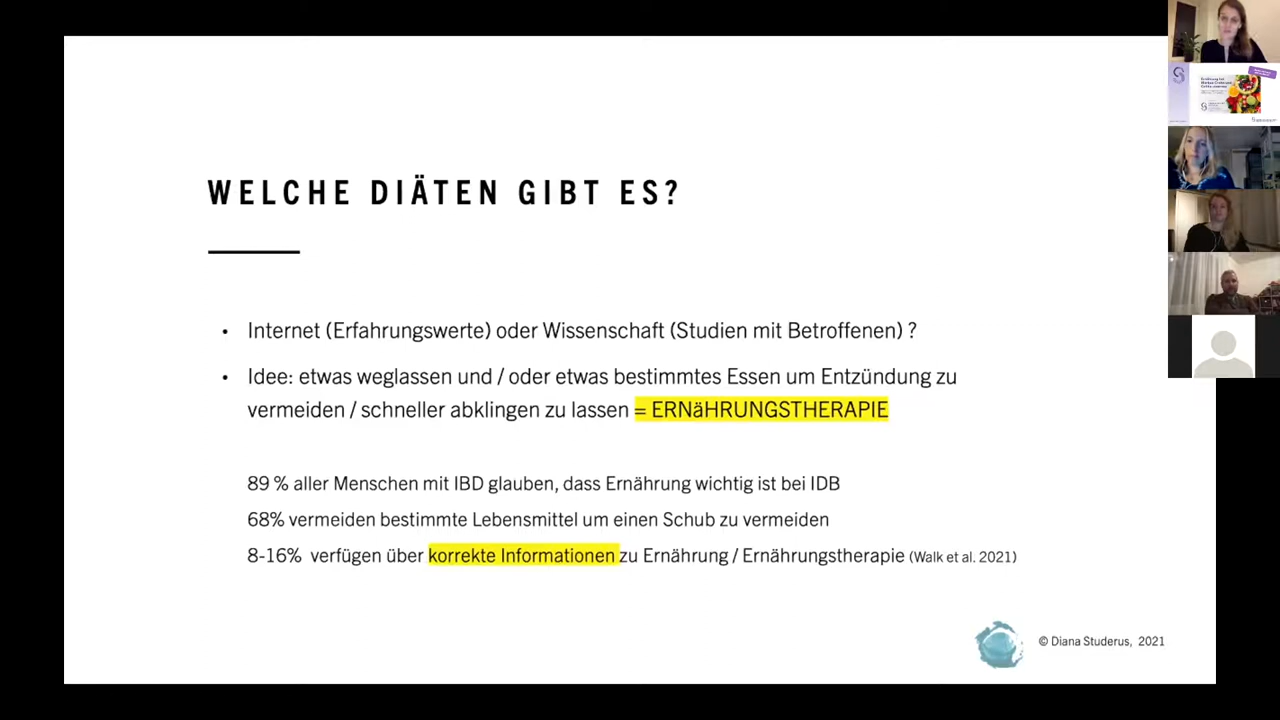 WELCHE DIÄTEN GIBT ES?
• Internet (Erfahrungswerte) oder Wissenschaft (Studien mit Betroffenen) ?
• Idee: etwas weglassen und / oder etwas bestimmtes Essen um Entzündung zu
vermeiden / schneller abklingen zu lassen = ERNäHRUNGSTHERAPIE
89 % aller Menschen mit IBD glauben, dass Ernährung wichtig ist bei IDB
68% vermeiden bestimmte Lebensmittel um einen Schub zu vermeiden
8-16% verfügen über korrekte Informationen zu Ernährung / Ernährungstherapie (Walk et al. 2021)
© Diana Studerus, 2021